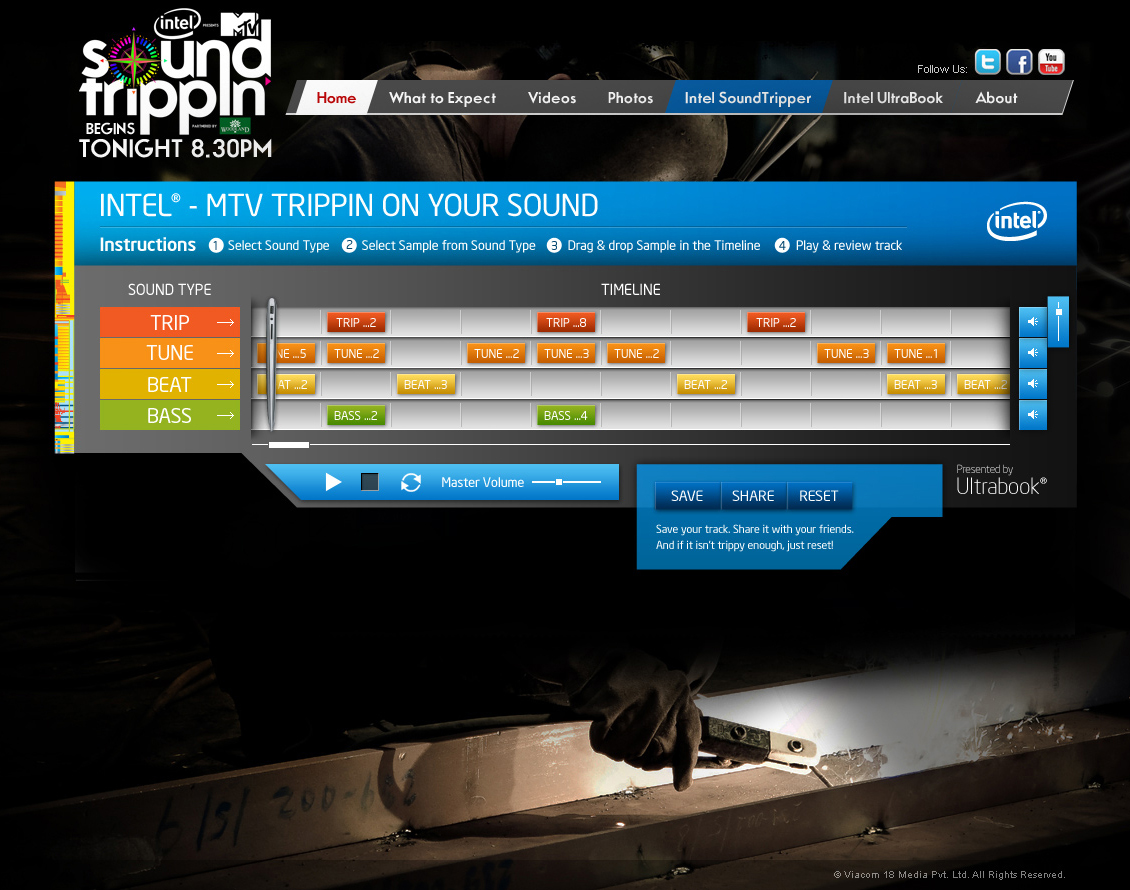 intel PRESENTS MTV
sound
trippin
BEGINS PARTNERED BY WOODLAND
TONIGHT 8.30PM
Follow Us: t f You Tube
Home What to Expect Videos Photos Intel SoundTripper Intel UltraBook About
INTEL® - MTV TRIPPIN ON YOUR SOUND
Instructions 1 Select Sound Type 2 Select Sample from Sound Type 3 Drag & drop Sample in the Timeline 4 Play & review track
intel
SOUND TYPE TIMELINE
TRIP TRIP ...2 TRIP ...8 TRIP ...2
TUNE NE ...5 TUNE ...2 TUNE ...2 TUNE ...3 TUNE ...2 TUNE ...3 TUNE ...1
BEAT AT ...2 BEAT ...3 BEAT ...2 BEAT ...3 BEAT ...2
BASS BASS ...2 BASS ...4
Master Volume
Presented by
Ultrabook®
SAVE SHARE RESET
Save your track. Share it with your friends.
And if it isn't trippy enough, just reset!
6/5/ 200-6
© Viacom 18 Media Pvt. Ltd. All Rights Reserved.